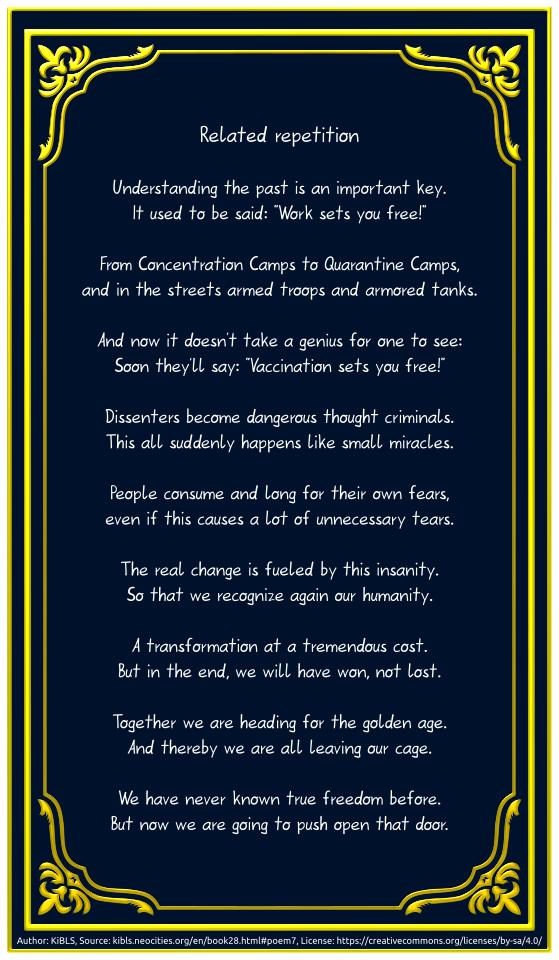 Related repetition
Understanding the past is an important key.
It used to be said: "Work sets you free!"
From Concentration Camps to Quarantine Camps,
and in the streets armed troops and armored tanks.
And now it doesn't take a genius for one to see:
Soon they'll say: "Vaccination sets you free!"
Dissenters become dangerous thought criminals.
This all suddenly happens like small miracles.
People consume and long for their own fears,
even if this causes a lot of unnecessary tears.
The real change is fueled by this insanity.
So that we recognize again our humanity.
A transformation at a tremendous cost.
But in the end, we will have won, not lost.
Together we are heading for the golden age.
And thereby we are all leaving our cage.
We have never known true freedom before.
But now we are going to push open that door.
Author: KiBLS, Source: kibls.neocities.org/en/book28.html#poem7, License: https://creativecommons.org/licenses/by-sa/4.0/